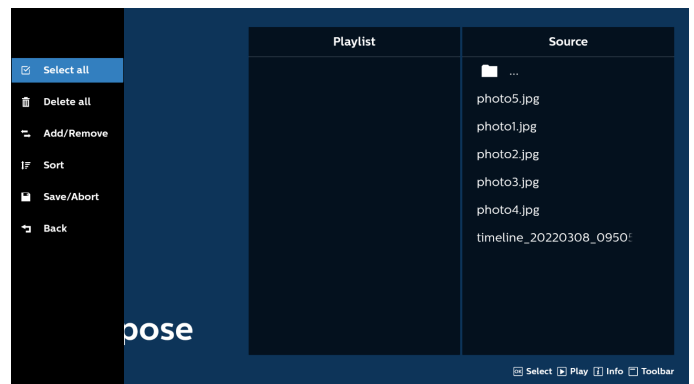 Select all
Delete all
Add/Remove
Sort
Save/Abort
Back
pose
Playlist
Source
...
photo5.jpg
photo1.jpg
photo2.jpg
photo3.jpg
photo4.jpg
timeline_20220308_0950
Select Play Info Toolbar